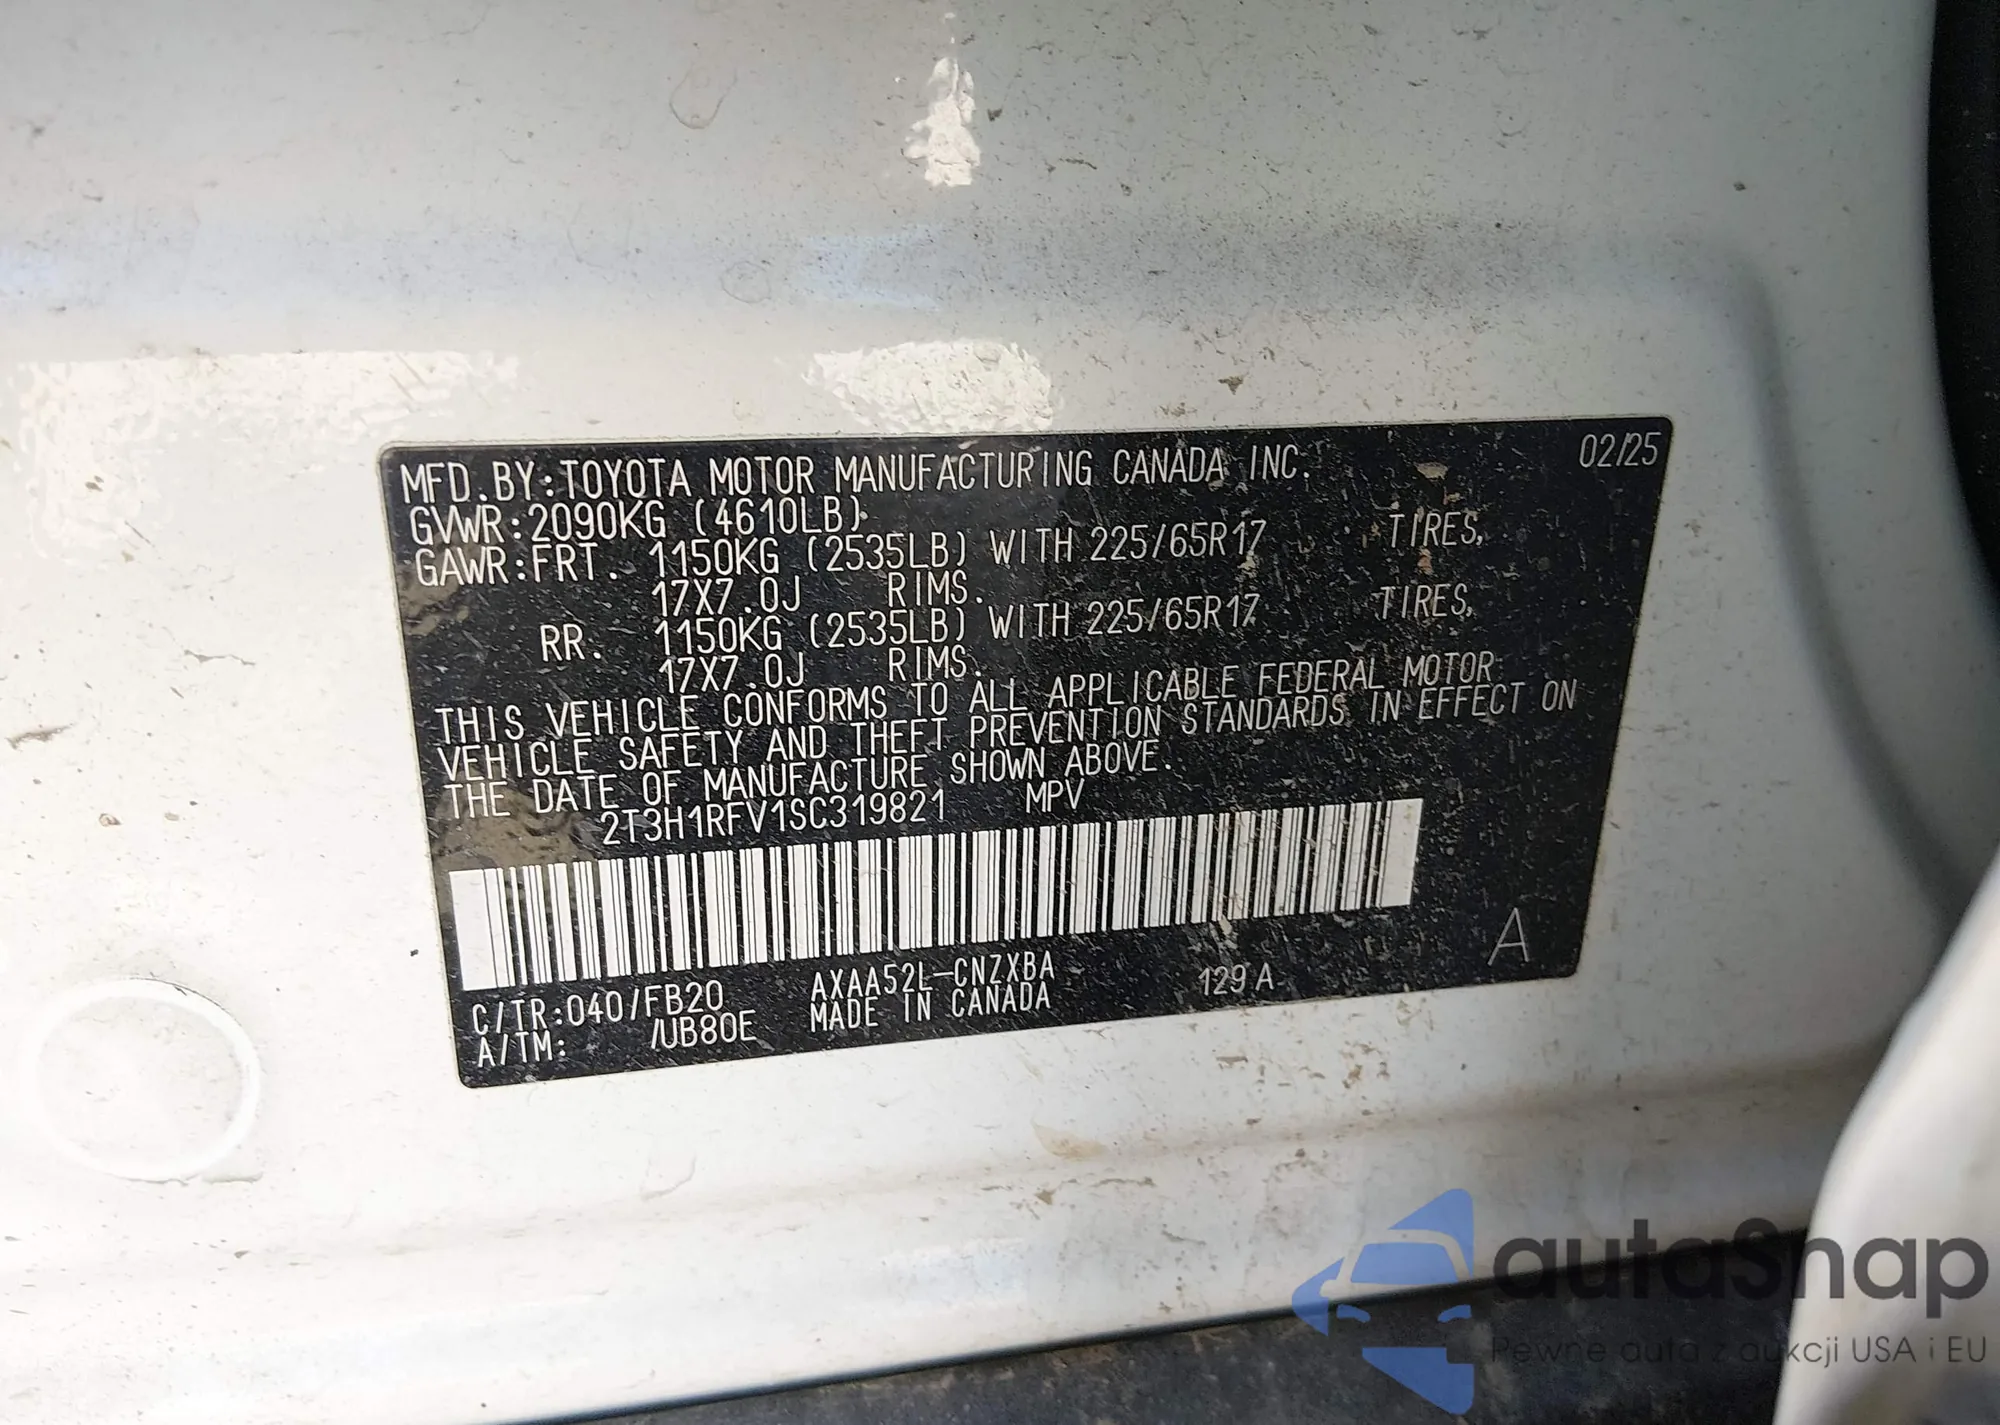 02/25
MFD.BY:TOYOTA MOTOR MANUFACTURING CANADA INC.
GVWR:2090KG (4610LB)
GAWR:FRT. 1150KG (2535LB) WITH 225/65R17 TIRES,
17X7.0J RIMS.
RR. 1150KG (2535LB) WITH 225/65R17 TIRES,
17X7.0J RIMS.
THIS VEHICLE CONFORMS TO ALL APPLICABLE FEDERAL MOTOR
VEHICLE SAFETY AND THEFT PREVENTION STANDARDS IN EFFECT ON
THE DATE OF MANUFACTURE SHOWN ABOVE.
2T3H1RFV1SC319821 MPV
A
C/TR:040/FB20 AXAA52L-CNZXBA 129A
A/TM: /UB80E MADE IN CANADA
autaSnap
Pewne auta z aukcji USA i EU